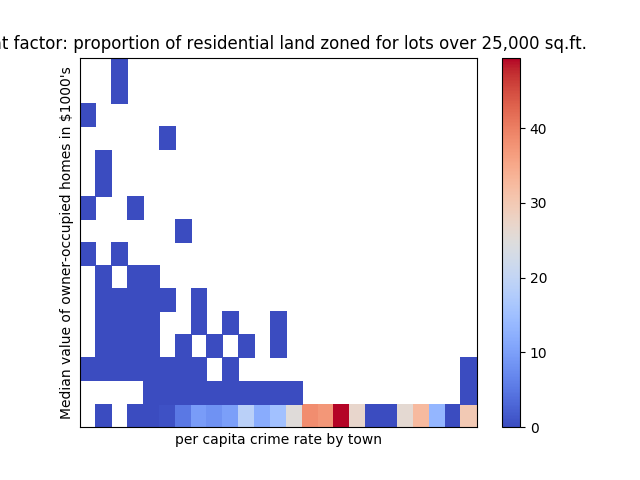 t factor: proportion of residential land zoned for lots over 25,000 sq.ft.
Median value of owner-occupied homes in $1000's
per capita crime rate by town
40
30
20
10
0